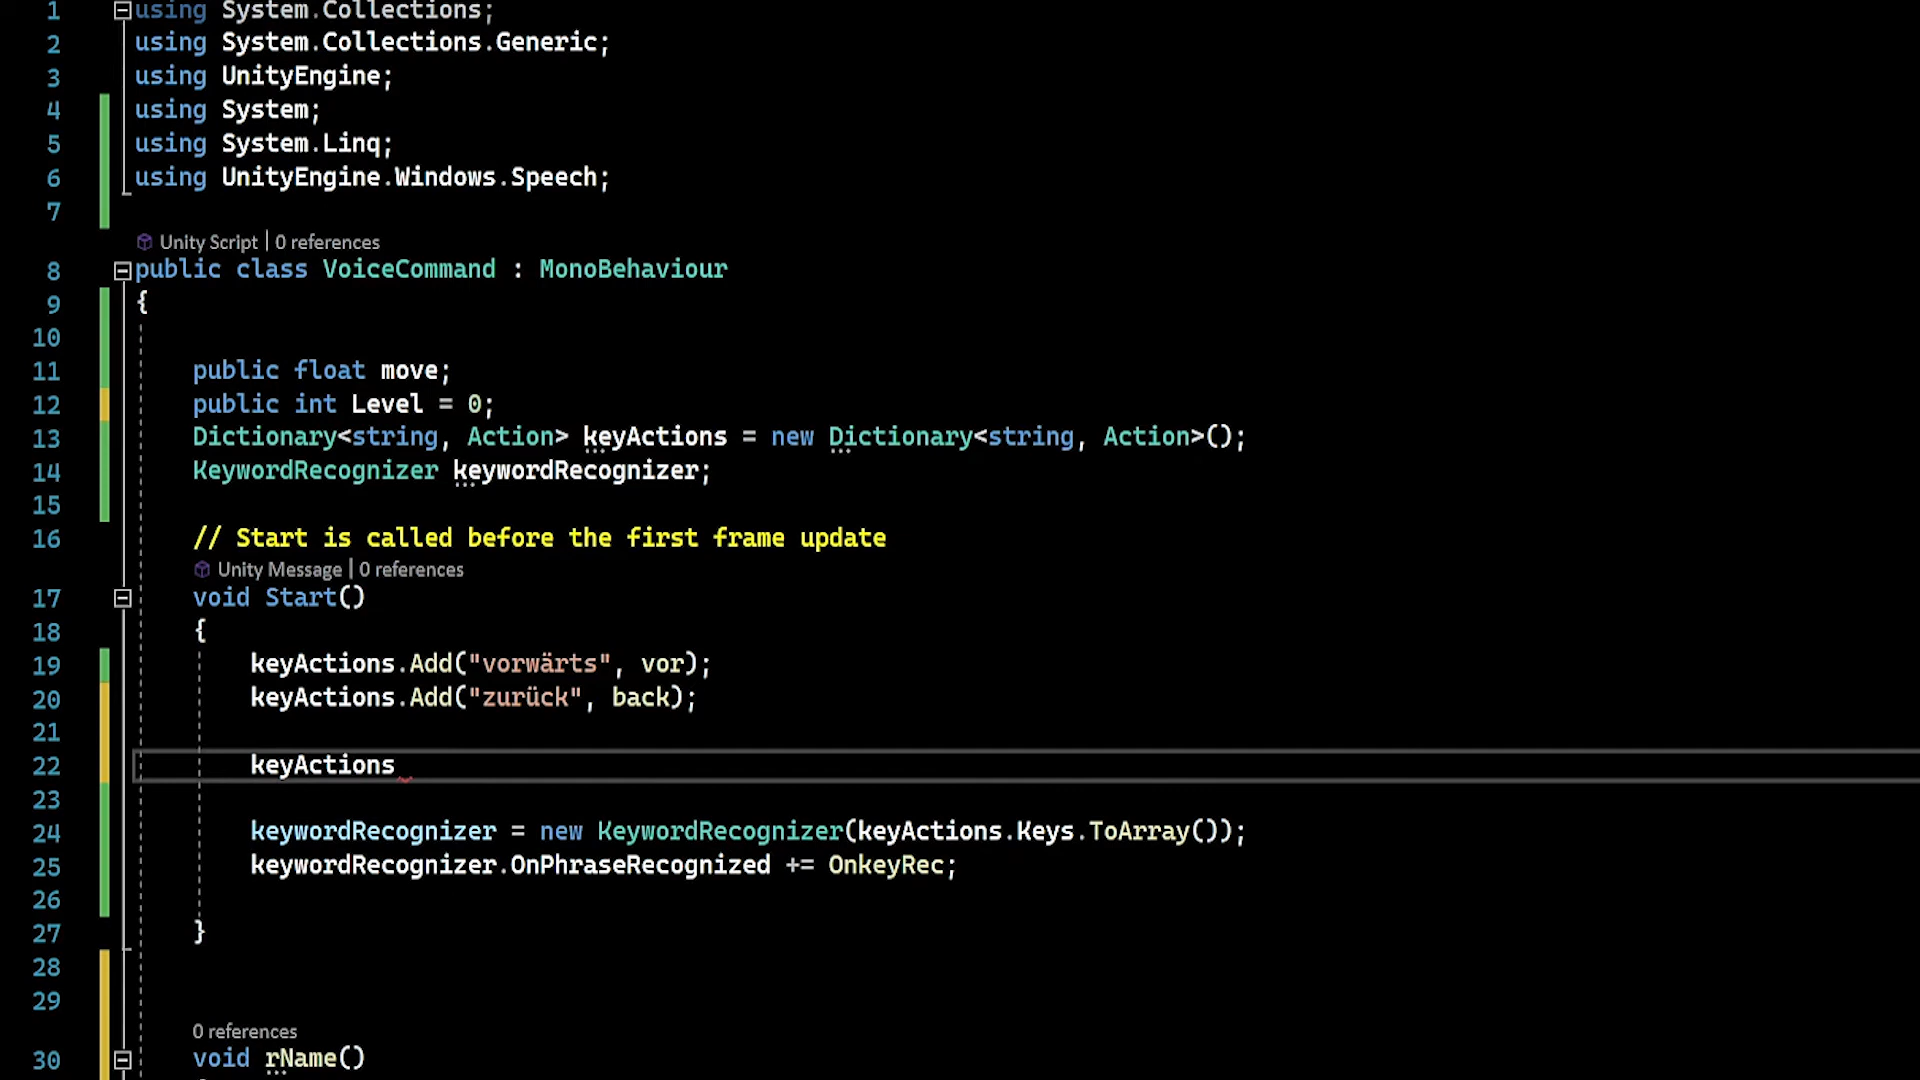 1 using System.Collections;
2 using System.Collections.Generic;
3 using UnityEngine;
4 using System;
5 using System.Linq;
6 using UnityEngine.Windows.Speech;
7
Unity Script | 0 references
8 public class VoiceCommand : MonoBehaviour
9 {
10
11 public float move;
12 public int Level = 0;
13 Dictionary<string, Action> keyActions = new Dictionary<string, Action>();
14 KeywordRecognizer keywordRecognizer;
15
16 // Start is called before the first frame update
Unity Message | 0 references
17 void Start()
18 {
19 keyActions.Add("vorwärts", vor);
20 keyActions.Add("zurück", back);
21
22 keyActions
23
24 keywordRecognizer = new KeywordRecognizer(keyActions.Keys.ToArray());
25 keywordRecognizer.OnPhraseRecognized += OnkeyRec;
26
27 }
28
29
0 references
30 void rName()